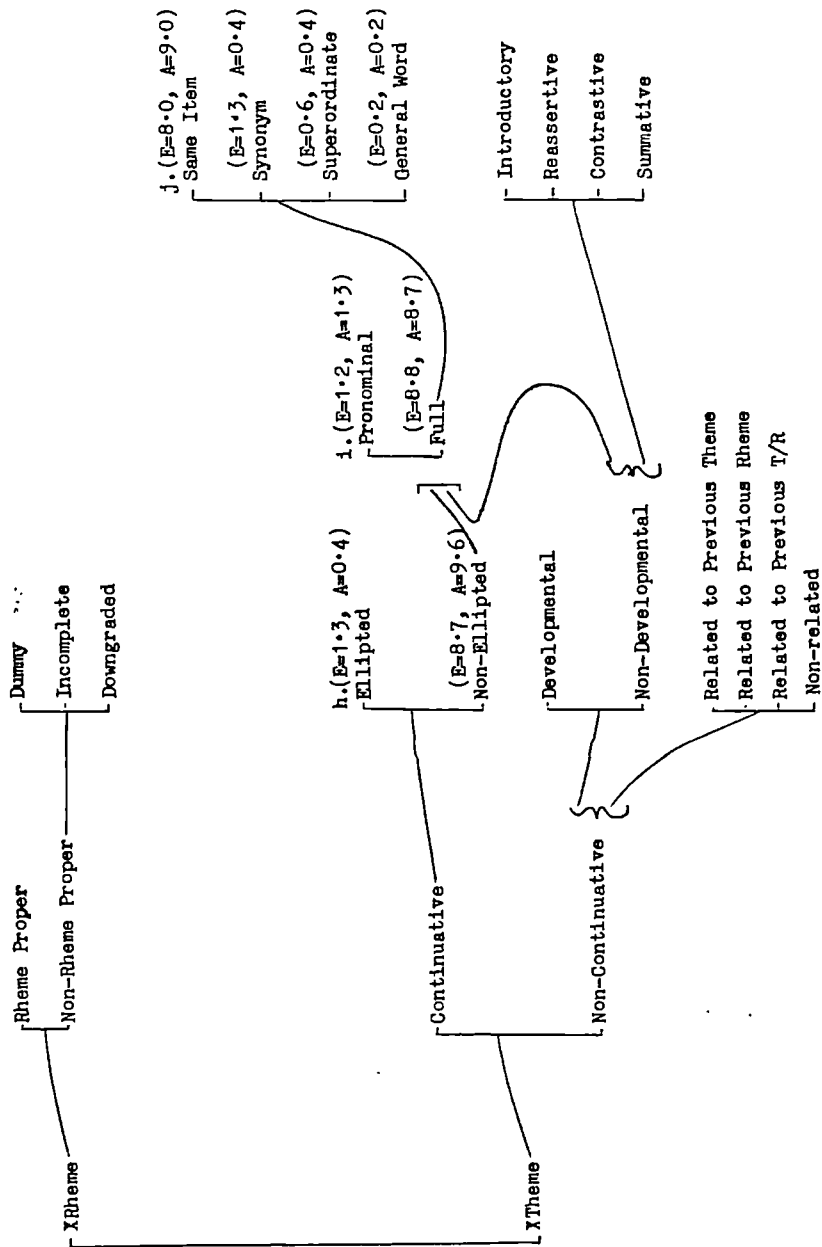 XRheme
Rheme Proper
Non-Rheme Proper
Dummy
Incomplete
Downgraded
XTheme
Continuative
Non-Continuative
h.(E=1·3, A=0·4)
Ellipted
(E=8·7, A=9·6)
Non-Ellipted
Developmental
Non-Developmental
Related to Previous Theme
Related to Previous Rheme
Related to Previous T/R
Non-related
i.(E=1·2, A=1·3)
Pronominal
(E=8·8, A=8·7)
Full
j.(E=8·0, A=9·0)
Same Item
(E=1·3, A=0·4)
Synonym
(E=0·6, A=0·4)
Superordinate
(E=0·2, A=0·2)
General Word
Introductory
Reassertive
Contrastive
Summative